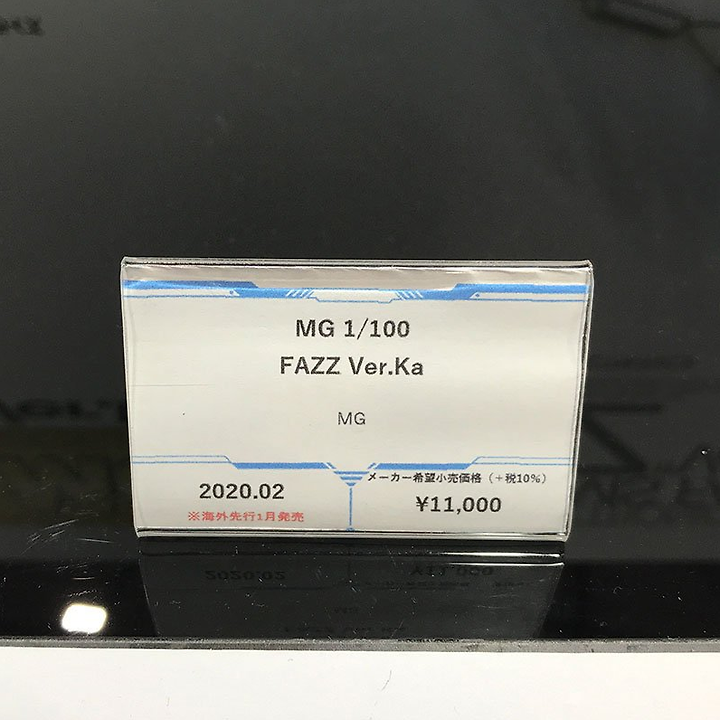 MG 1/100
FAZZ Ver.Ka
MG
2020.02
※海外先行1月発売
メーカー希望小売価格（＋税10%）
¥11,000